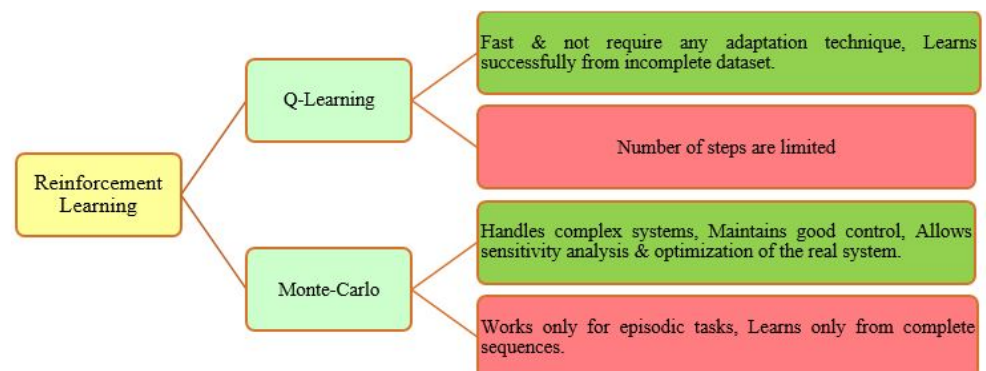 Fast & not require any adaptation technique, Learns
successfully from incomplete dataset.
Q-Learning
Number of steps are limited
Reinforcement
Learning
Handles complex systems, Maintains good control, Allows
sensitivity analysis & optimization of the real system.
Monte-Carlo
Works only for episodic tasks, Learns only from complete
sequences.